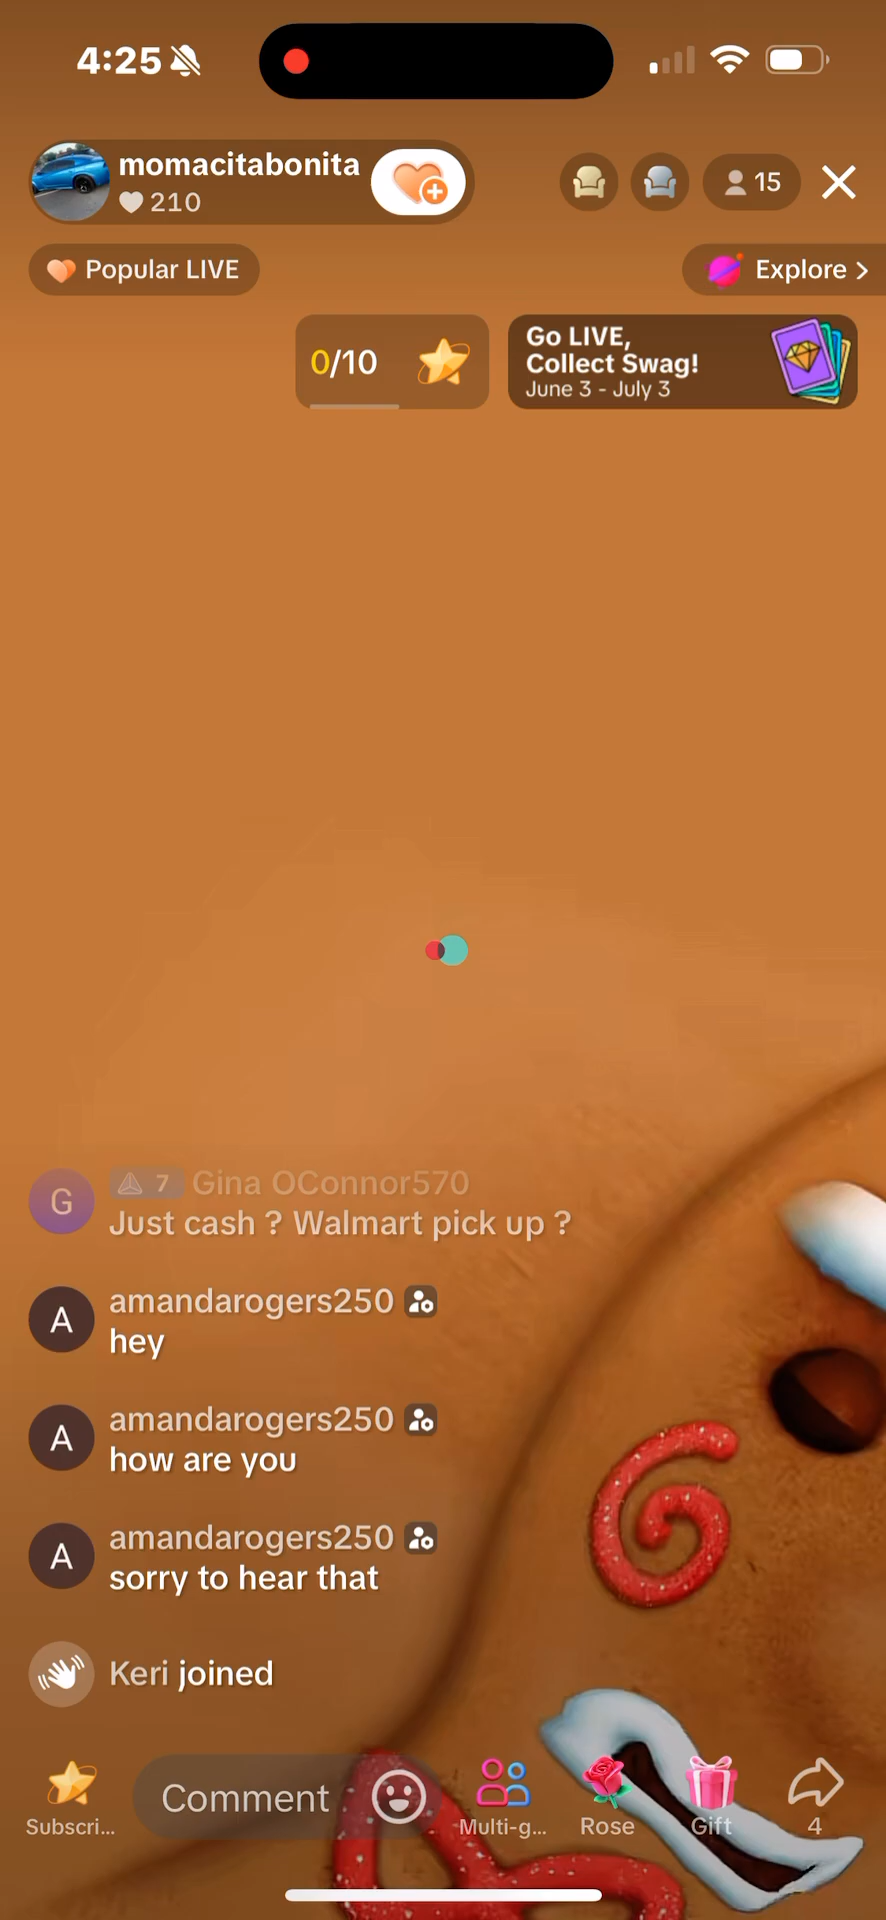 4:25
momacitabonita
210
15
Popular LIVE
Explore >
0/10
Go LIVE,
Collect Swag!
June 3 - July 3
G
7 Gina OConnor570
Just cash ? Walmart pick up ?
A
amandarogers250
hey
A
amandarogers250
how are you
A
amandarogers250
sorry to hear that
Keri joined
Comment
Subscri...
Multi-g...
Rose
Gift
4